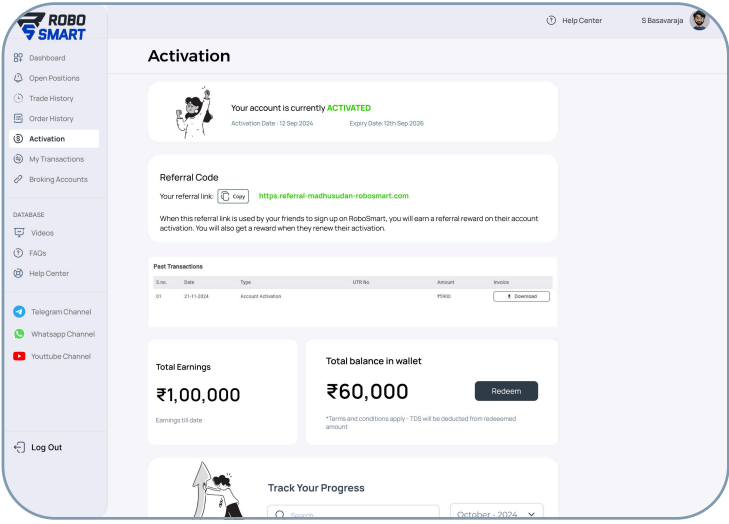 ROBO
SMART
Help Center
S Basavaraja
Dashboard
Open Positions
Trade History
Order History
Activation
My Transactions
Broking Accounts
DATABASE
Videos
FAQs
Help Center
Telegram Channel
Whatsapp Channel
Youttube Channel
Log Out
Activation
Your account is currently ACTIVATED
Activation Date : 12 Sep 2024 Expiry Date: 12th Sep 2026
Referral Code
Your referral link: Copy https.referral-madhusudan-robosmart.com
When this referral link is used by your friends to sign up on RoboSmart, you will earn a referral reward on their account
activation. You will also get a reward when they renew their activation.
Past Transactions
S.no. Date Type UTR No. Amount Invoice
01 21-11-2024 Account Activation ₹5900 Download
Total Earnings
₹1,00,000
Earnings till date
Total balance in wallet
₹60,000
Redeem
*Terms and conditions apply - TDS will be deducted from redeeemed
amount
Track Your Progress
Search
October - 2024